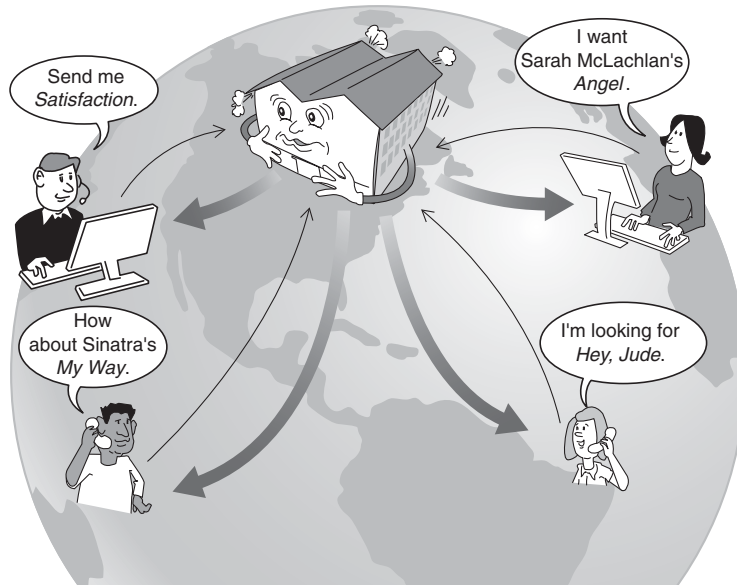 Send me
Satisfaction.
I want
Sarah McLachlan's
Angel.
How
about Sinatra's
My Way.
I'm looking for
Hey, Jude.